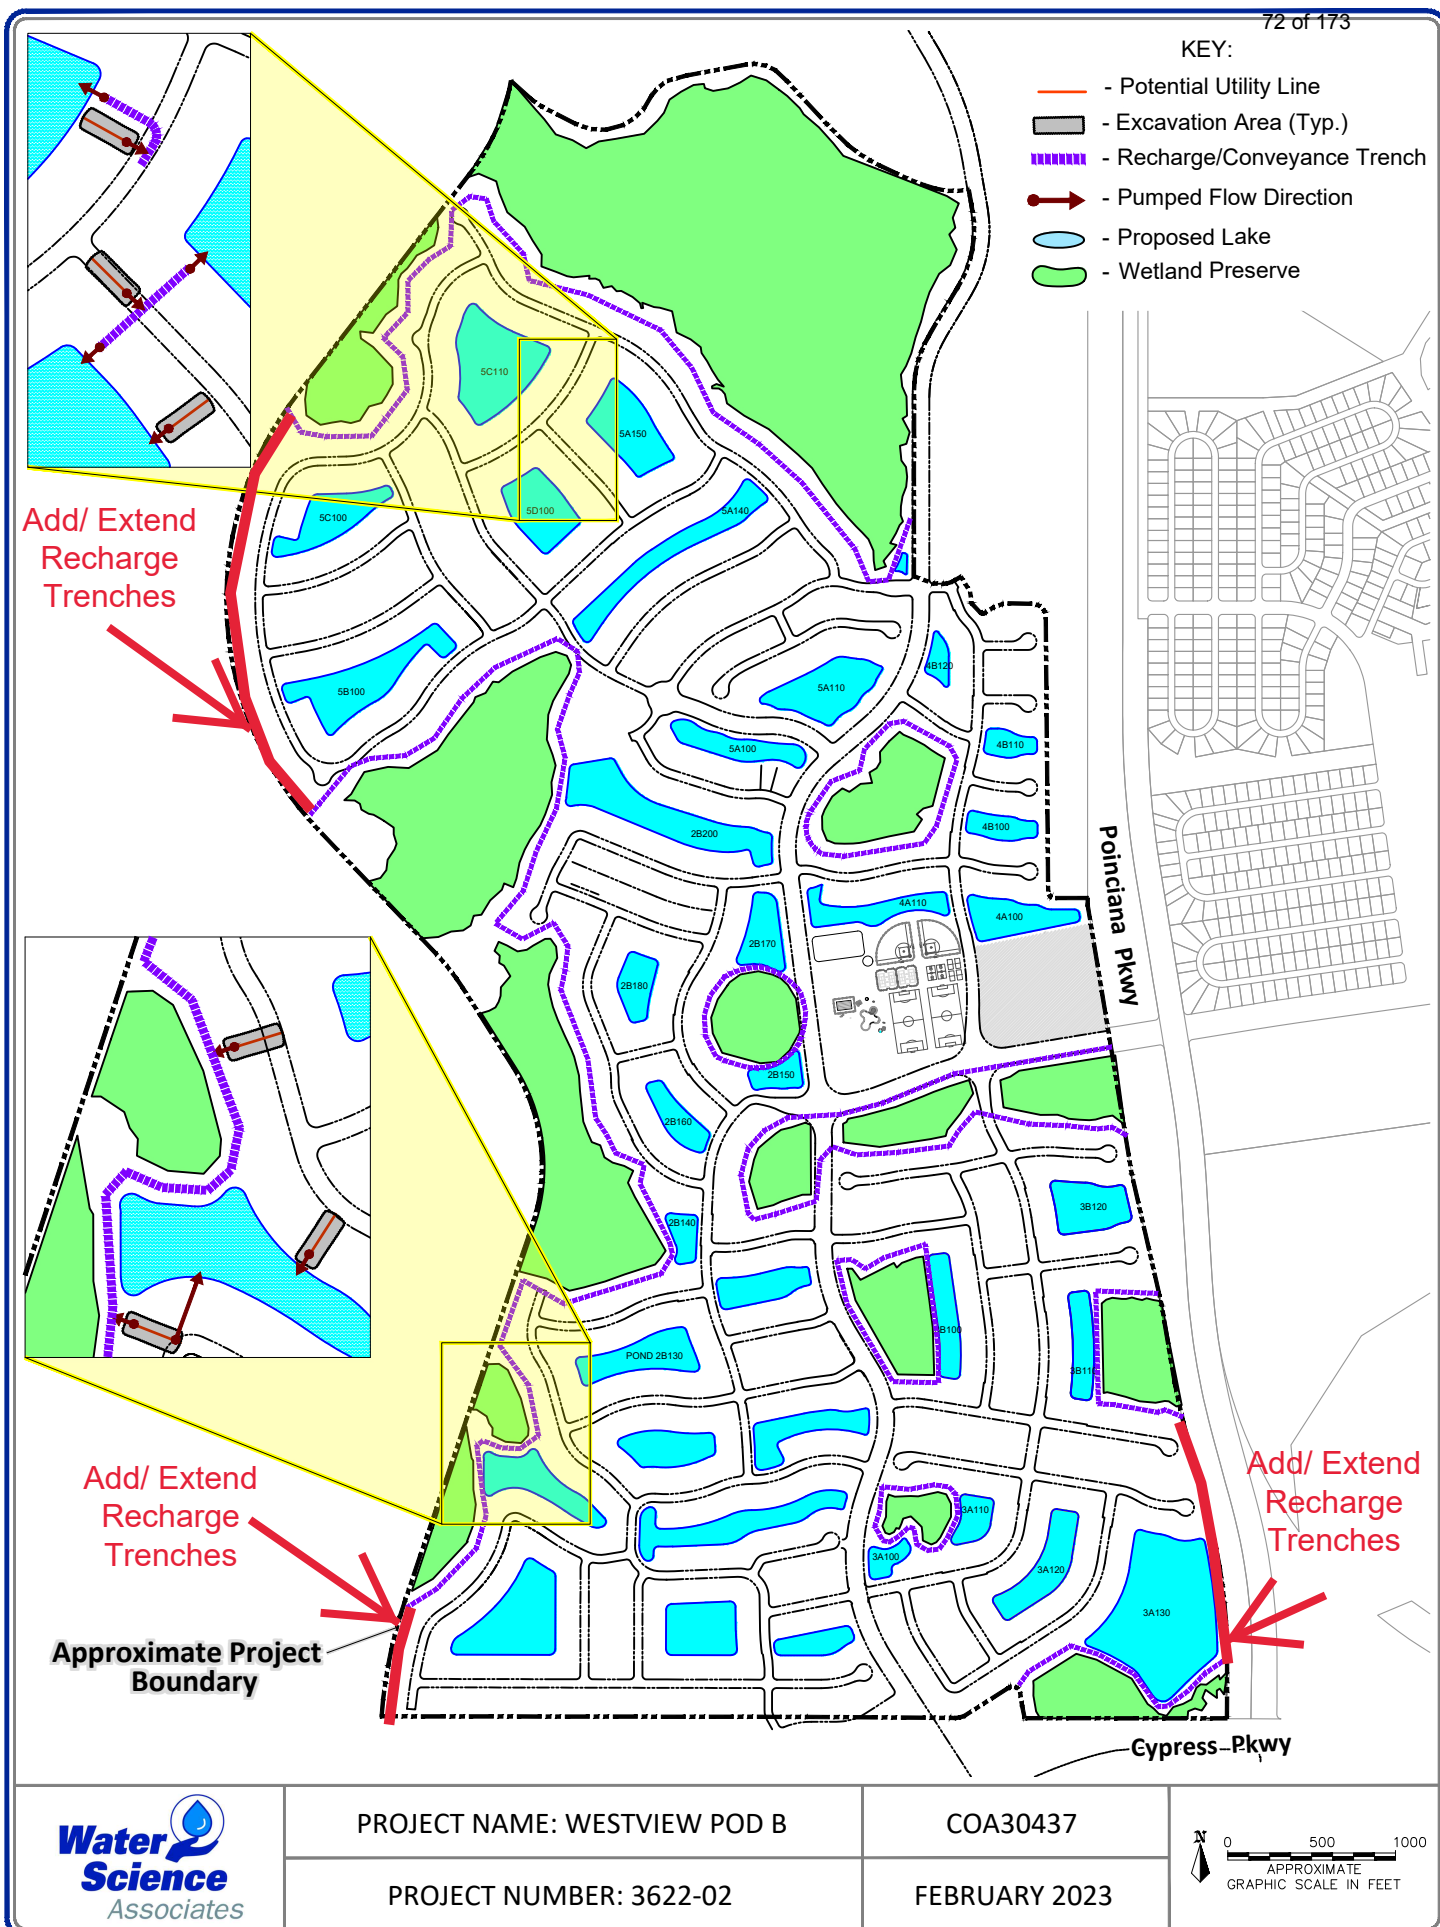 72 of 173
KEY:
- Potential Utility Line
- Excavation Area (Typ.)
- Recharge/Conveyance Trench
- Pumped Flow Direction
- Proposed Lake
- Wetland Preserve
5C110
5A150
5C100
5D100
5A140
Add/ Extend
Recharge
Trenches
5B100
5A110
4B120
5A100
4B110
2B200
4B100
Poinciana Pkwy
4A110
4A100
2B170
2B180
2B150
2B160
3B120
2B140
B100
POND 2B130
3B11
Add/ Extend
Recharge
Trenches
Add/ Extend
Recharge
Trenches
3A110
3A100
3A120
3A130
Approximate Project
Boundary
Cypress Pkwy
Water
Science
Associates
PROJECT NAME: WESTVIEW POD B
COA30437
PROJECT NUMBER: 3622-02
FEBRUARY 2023
N
0 500 1000
APPROXIMATE
GRAPHIC SCALE IN FEET